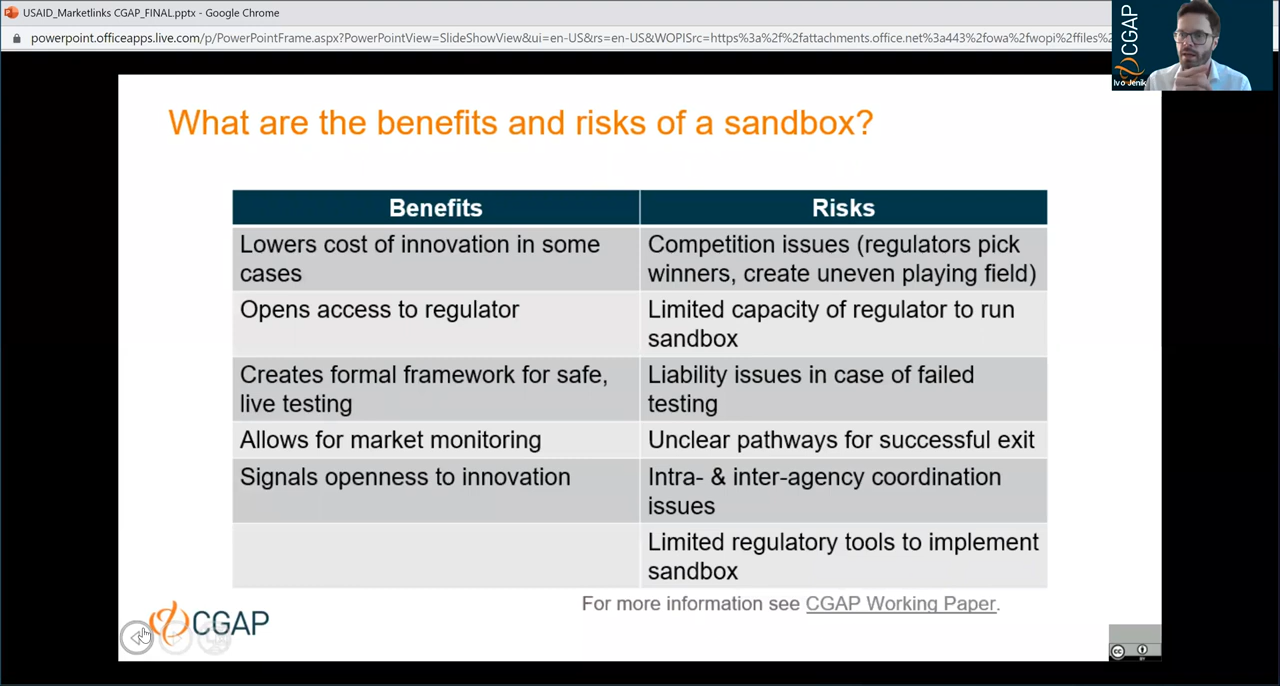 USAID_Marketlinks CGAP_FINAL.pptx - Google Chrome
powerpoint.officeapps.live.com/p/PowerPointFrame.aspx?PowerPointView=SlideShowView&ui=en-US&rs=en-US&WOPISrc=https%3a%2f%2fattachments.office.net%3a443%2fowa%2fwopi%2ffiles%2
CGAP
Ivo Jenik
What are the benefits and risks of a sandbox?
Benefits
Risks
Lowers cost of innovation in some
cases
Competition issues (regulators pick
winners, create uneven playing field)
Opens access to regulator
Limited capacity of regulator to run
sandbox
Creates formal framework for safe,
live testing
Liability issues in case of failed
testing
Allows for market monitoring
Unclear pathways for successful exit
Signals openness to innovation
Intra- & inter-agency coordination
issues
Limited regulatory tools to implement
sandbox
For more information see CGAP Working Paper.
CGAP
cc
BY